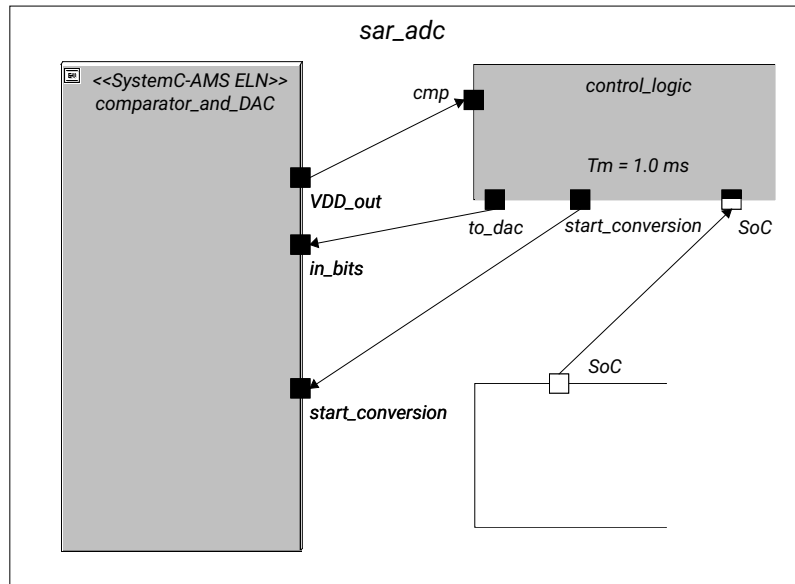 sar_adc
<<SystemC-AMS ELN>>
comparator_and_DAC
cmp
control_logic
Tm = 1.0 ms
VDD_out
to_dac
start_conversion
SoC
in_bits
SoC
start_conversion